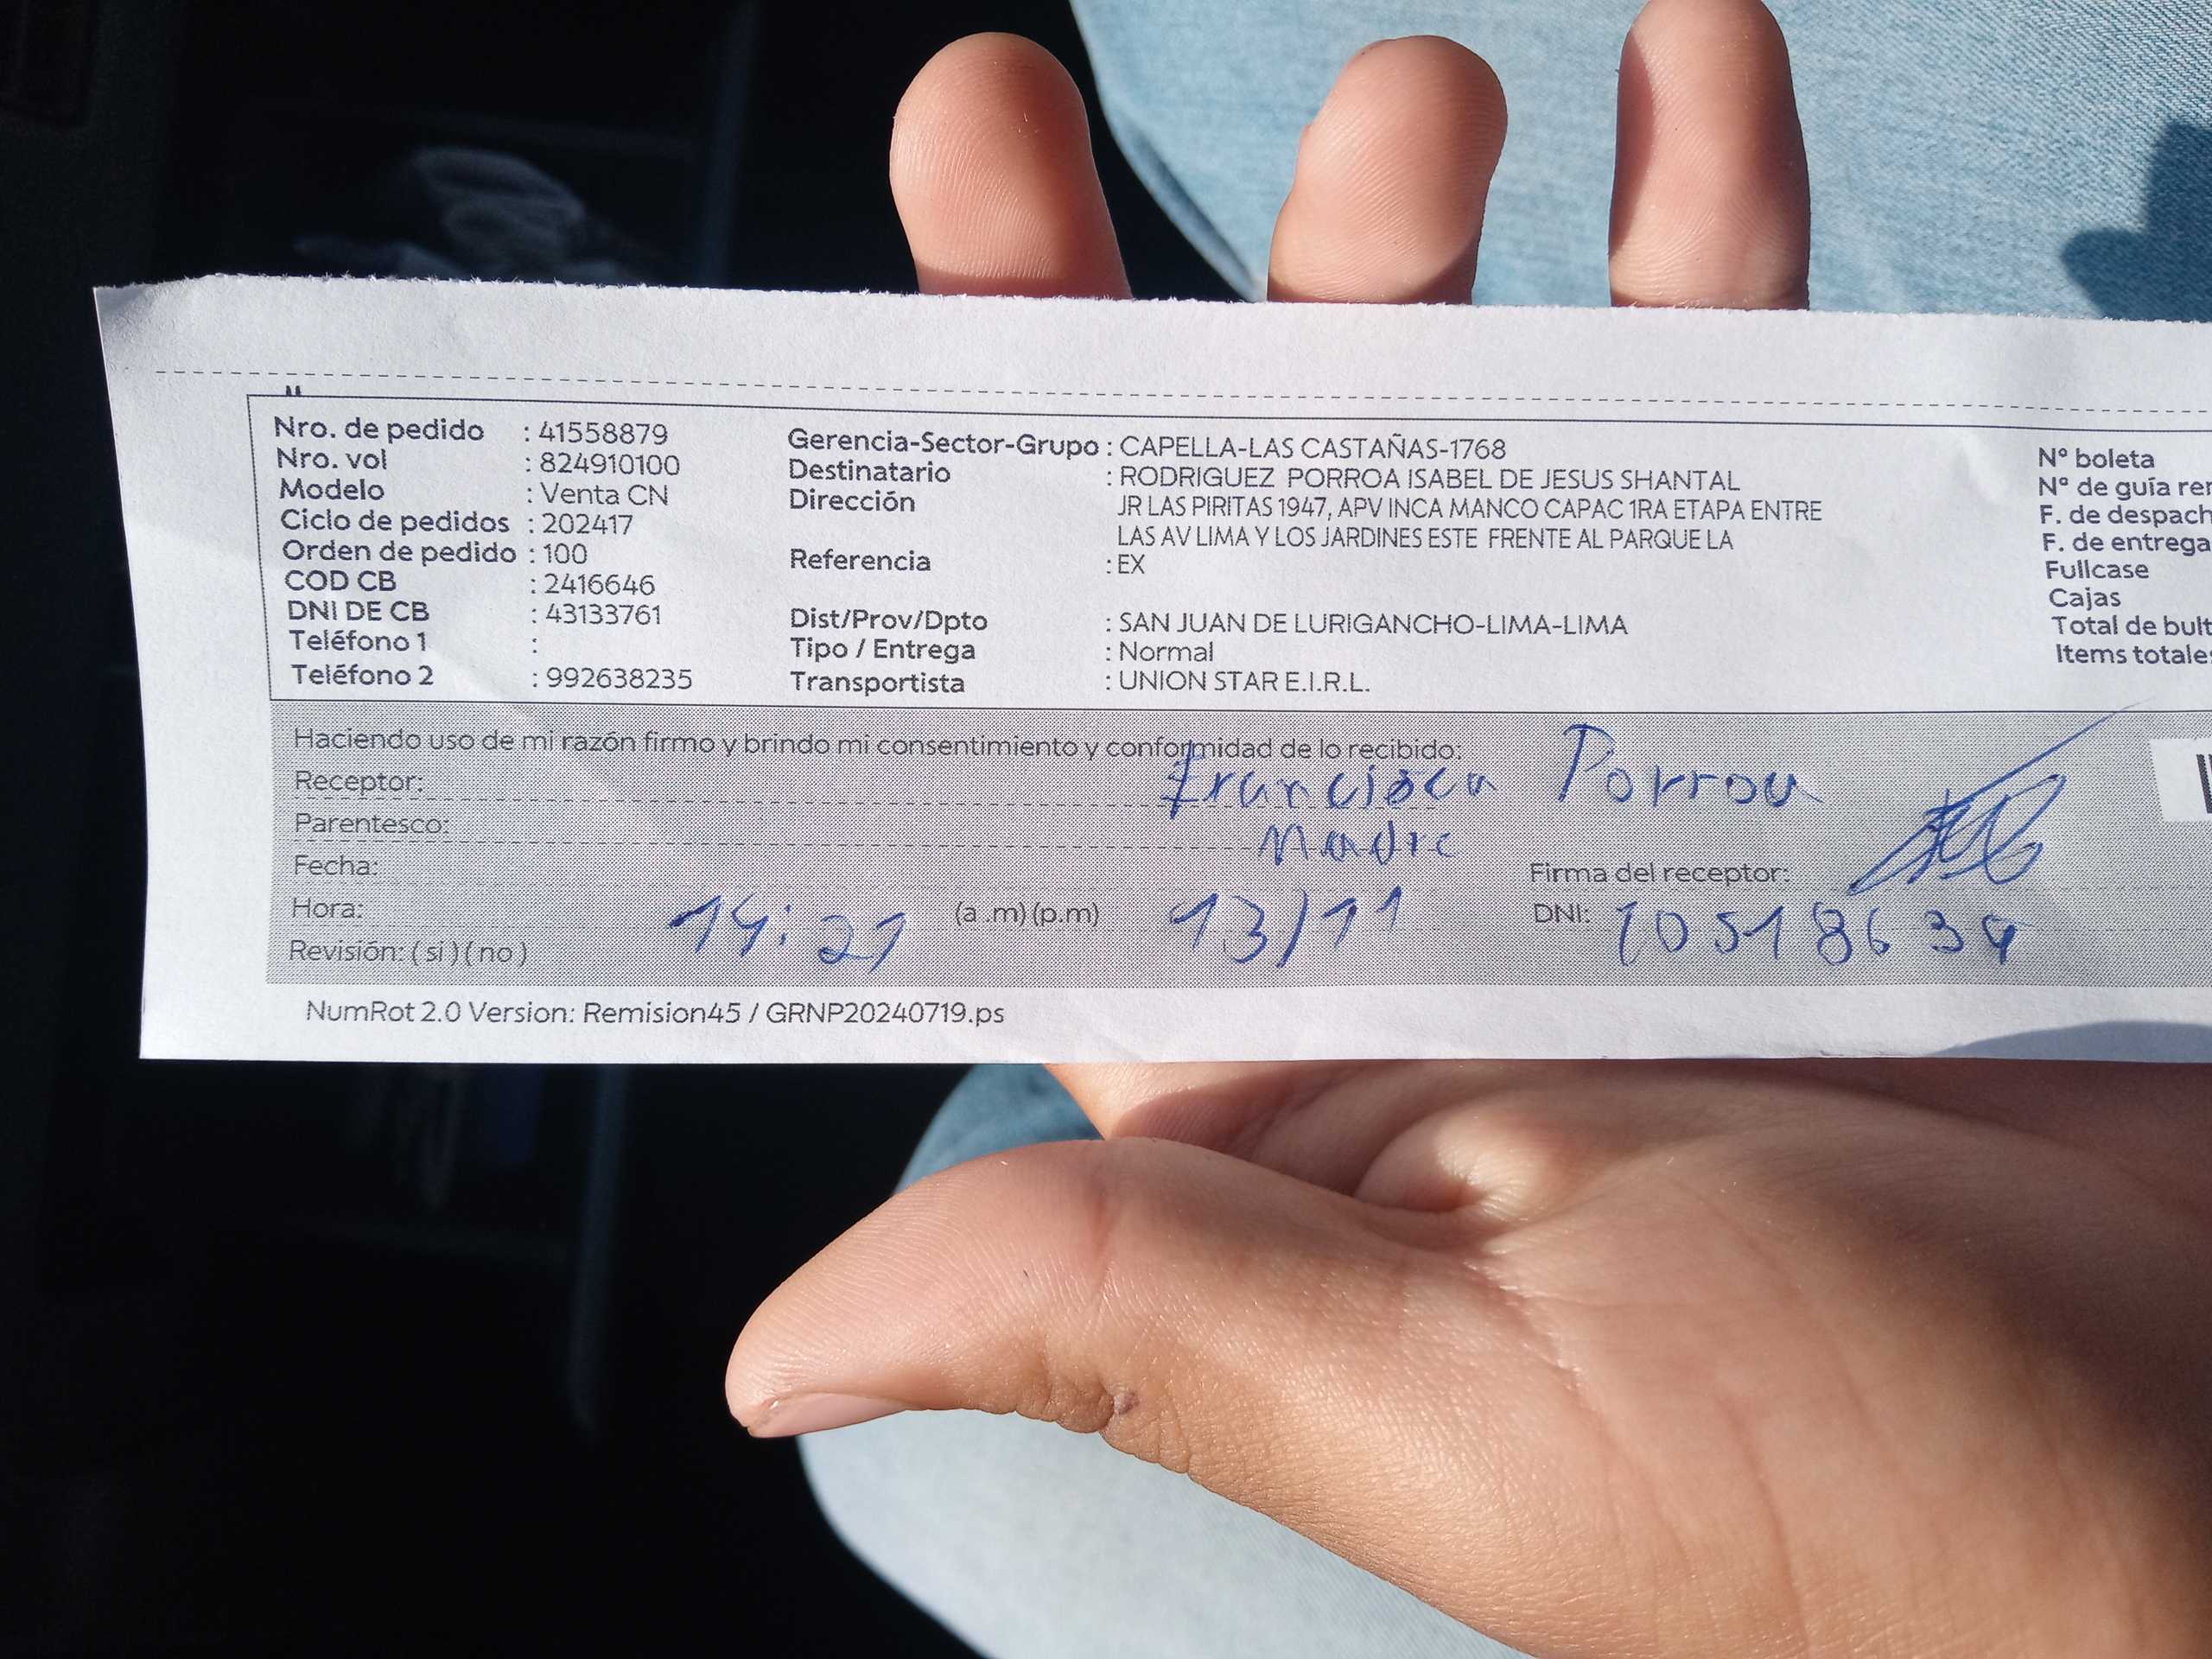 Nro. de pedido : 41558879
Nro. vol : 824910100
Modelo : Venta CN
Ciclo de pedidos : 202417
Orden de pedido : 100
COD CB : 2416646
DNI DE CB : 43133761
Teléfono 1 :
Teléfono 2 : 992638235
Gerencia-Sector-Grupo : CAPELLA-LAS CASTAÑAS-1768
Destinatario : RODRIGUEZ PORROA ISABEL DE JESUS SHANTAL
Dirección JR LAS PIRITAS 1947, APV INCA MANCO CAPAC 1RA ETAPA ENTRE
LAS AV LIMA Y LOS JARDINES ESTE FRENTE AL PARQUE LA
Referencia : EX
Dist/Prov/Dpto : SAN JUAN DE LURIGANCHO-LIMA-LIMA
Tipo / Entrega : Normal
Transportista : UNION STAR E.I.R.L.
Nº boleta
Nº de guía
F. de
F. de entrega
Fullcase
Cajas
Total de
Items
Haciendo uso de mi razón firmo y brindo mi consentimiento y conformidad de lo recibido:
Receptor: Francisca Porroa
Parentesco: Madre
Fecha:
Firma del receptor:
Hora: 14:21 (a .m) (p.m) 13/11
DNI: 10518634
Revisión: ( si ) ( no )
NumRot 2.0 Version: Remision45 / GRNP20240719.ps